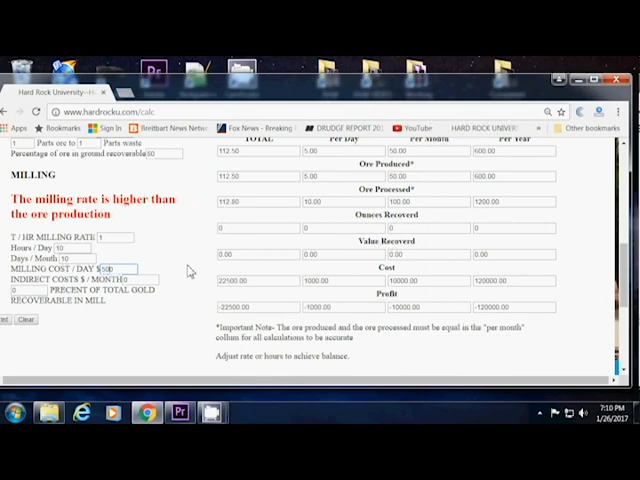 Hard Rock University--H
www.hardrocku.com/calc
Apps Bookmarks Sign In Breitbart News Netwo Fox News - Breaking DRUDGE REPORT 201 YouTube HARD ROCK UNIVER » Other bookmarks
TOTAL Per Day Per Month Per Year
1 Parts ore to 1 Parts waste
Percentage of ore in ground recoverable 80
112.50 5.00 50.00 600.00
Ore Produced*
MILLING
112.50 5.00 50.00 600.00
The milling rate is higher than
the ore production
Ore Processed*
112.80 10.00 100.00 1200.00
Ounces Recoverd
T / HR MILLING RATE 1
0 0 0 0
Hours / Day 10
Value Recoverd
Days / Mouth 10
0.00 0.00 0.00 0.00
MILLING COST / DAY $ 500
Cost
INDIRECT COSTS $ / MONTH 0
22500.00 1000.00 10000.00 120000.00
0 PRECENT OF TOTAL GOLD
RECOVERABLE IN MILL
Profit
-22500.00 -1000.00 -10000.00 -120000.00
Clear
*Important Note- The ore produced and the ore processed must be equal in the "per month"
collum for all calculations to be accurate
Adjust rate or hours to achieve balance.
Pr
7:10 PM
1/26/2017